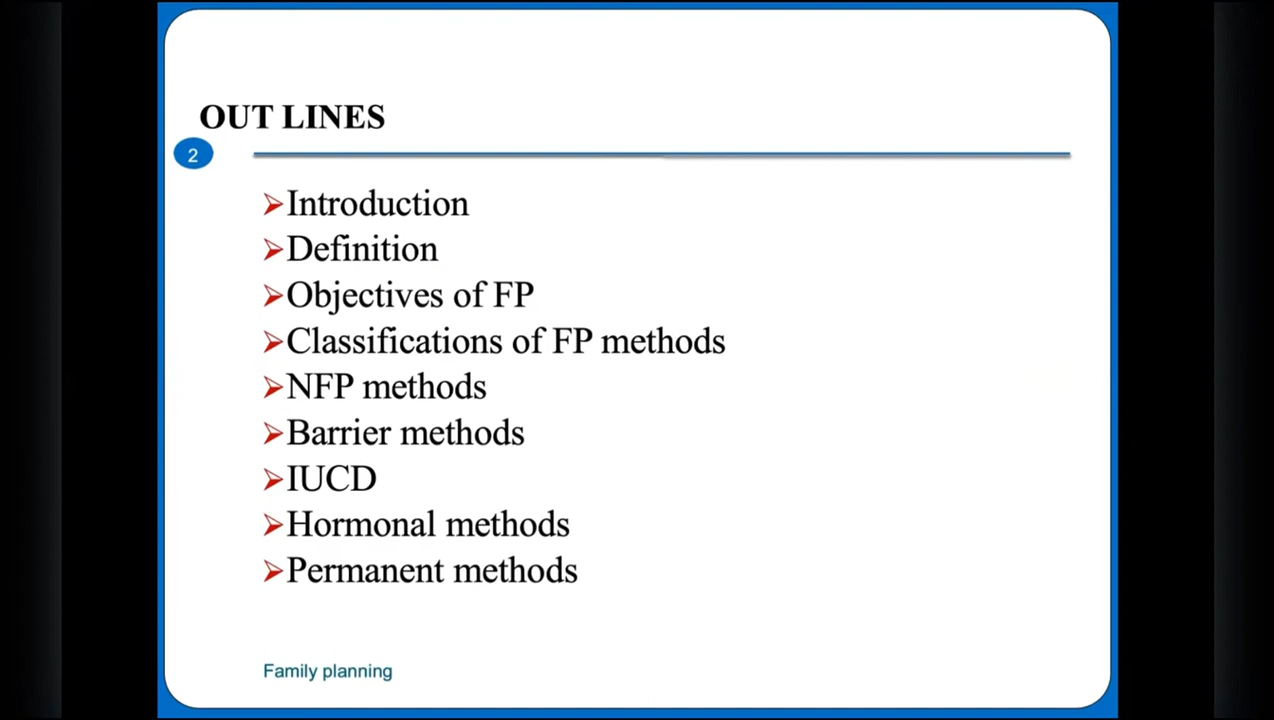 OUT LINES
2
Introduction
Definition
Objectives of FP
Classifications of FP methods
NFP methods
Barrier methods
IUCD
Hormonal methods
Permanent methods
Family planning